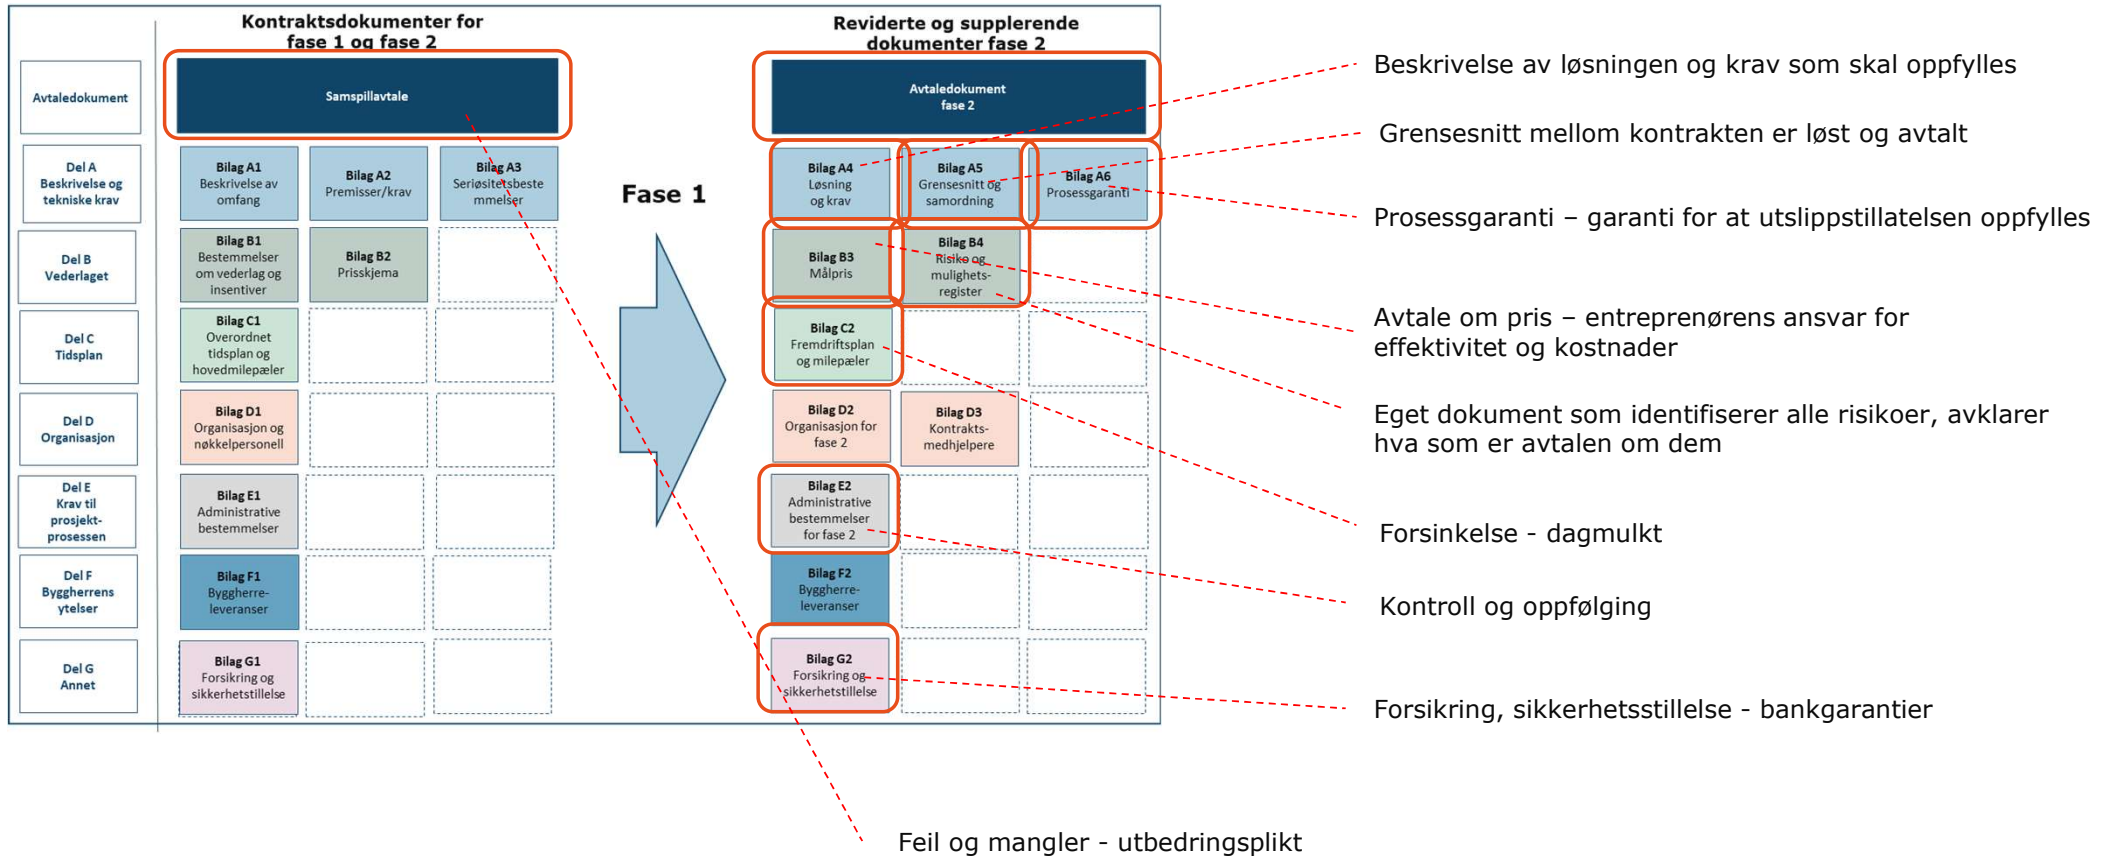 Kontraktsdokumenter for
fase 1 og fase 2
Reviderte og supplerende
dokumenter fase 2
Avtaledokument
Samspillavtale
Avtaledokument
fase 2
Del A
Beskrivelse og
tekniske krav
Bilag A1
Beskrivelse av
omfang
Bilag A2
Premisser/krav
Bilag A3
Seriøsitetsbeste
mmelser
Fase 1
Bilag A4
Løsning
og krav
Bilag A5
Grensesnitt og
samordning
Bilag A6
Prosessgaranti
Del B
Vederlaget
Bilag B1
Bestemmelser
om vederlag og
insentiver
Bilag B2
Prisskjema
Bilag B3
Målpris
Bilag B4
Risiko og
mulighets-
register
Del C
Tidsplan
Bilag C1
Overordnet
tidsplan og
hovedmilepæler
Bilag C2
Fremdriftsplan
og milepæler
Del D
Organisasjon
Bilag D1
Organisasjon og
nøkkelpersonell
Bilag D2
Organisasjon for
fase 2
Bilag D3
Kontrakts-
medhjelpere
Del E
Krav til
prosjekt-
prosessen
Bilag E1
Administrative
bestemmelser
Bilag E2
Administrative
bestemmelser
for fase 2
Del F
Byggherrens
ytelser
Bilag F1
Byggherre-
leveranser
Bilag F2
Byggherre-
leveranser
Del G
Annet
Bilag G1
Forsikring og
sikkerhetstillelse
Bilag G2
Forsikring og
sikkerhetstillelse
Beskrivelse av løsningen og krav som skal oppfylles
Grensesnitt mellom kontrakten er løst og avtalt
Prosessgaranti – garanti for at utslippstillatelsen oppfylles
Avtale om pris – entreprenørens ansvar for
effektivitet og kostnader
Eget dokument som identifiserer alle risikoer, avklarer
hva som er avtalen om dem
Forsinkelse - dagmulkt
Kontroll og oppfølging
Forsikring, sikkerhetsstillelse - bankgarantier
Feil og mangler - utbedringsplikt